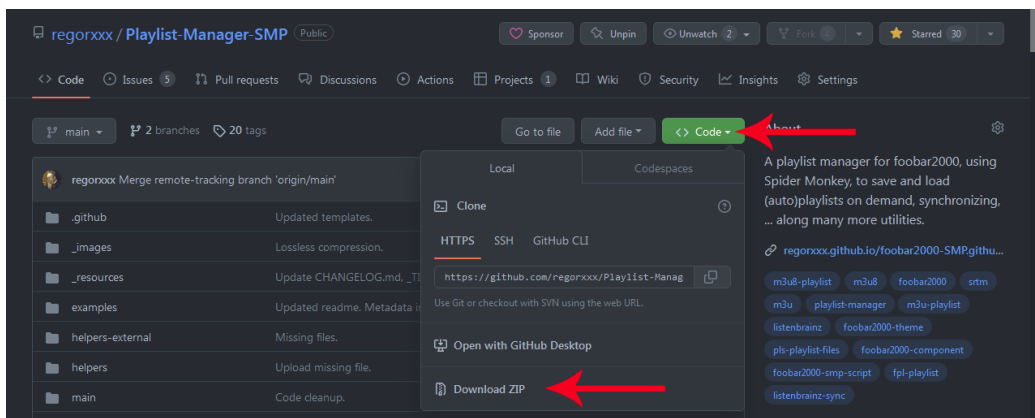 regorxxx / Playlist-Manager-SMP Public Sponsor Unpin Unwatch 2 Fork Starred 30
Code Issues 5 Pull requests Discussions Actions Projects 1 Wiki Security Insights Settings
main 2 branches 20 tags Go to file Add file Code About
Local Codespaces
A playlist manager for foobar2000, using
Spider Monkey, to save and load
(auto)playlists on demand, synchronizing,
... along many more utilities.
regorxxx Merge remote-tracking branch 'origin/main'
Clone
.github Updated templates.
HTTPS SSH GitHub CLI
_images Lossless compression.
regorxxx.github.io/foobar2000-SMP.githu...
_resources Update CHANGELOG.md, _TI
https://github.com/regorxxx/Playlist-Manag
m3u8-playlist m3u8 foobar2000 srtm
Use Git or checkout with SVN using the web URL.
examples Updated readme. Metadata i
m3u playlist-manager m3u-playlist
listenbrainz foobar2000-theme
helpers-external Missing files.
Open with GitHub Desktop
pls-playlist-files foobar2000-component
helpers Upload missing file.
foobar2000-smp-script fpl-playlist
Download ZIP
main Code cleanup.
listenbrainz-sync